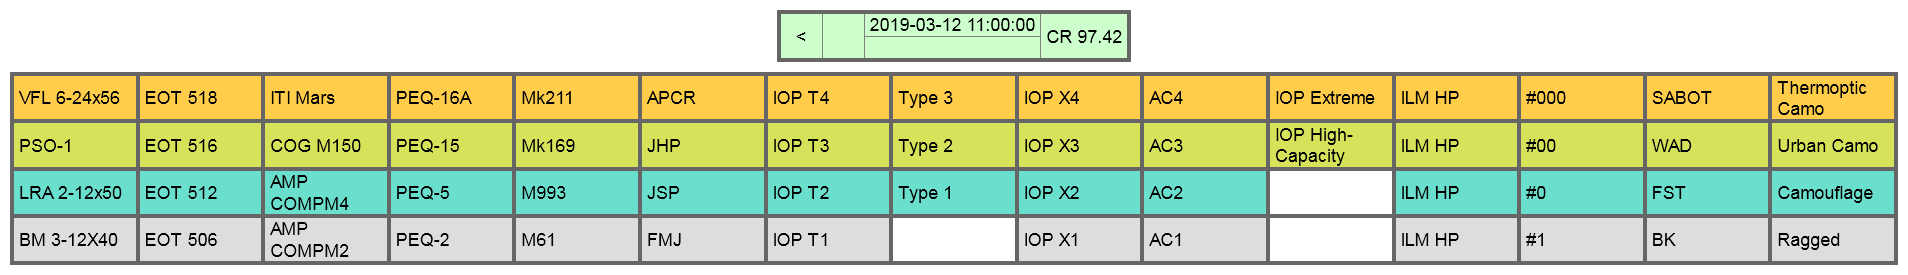 < 2019-03-12 11:00:00 CR 97.42
VFL 6-24x56 EOT 518 ITI Mars PEQ-16A Mk211 APCR IOP T4 Type 3 IOP X4 AC4 IOP Extreme ILM HP #000 SABOT Thermoptic
Camo
PSO-1 EOT 516 COG M150 PEQ-15 Mk169 JHP IOP T3 Type 2 IOP X3 AC3 IOP High-
Capacity ILM HP #00 WAD Urban Camo
LRA 2-12x50 EOT 512 AMP
COMPM4 PEQ-5 M993 JSP IOP T2 Type 1 IOP X2 AC2 ILM HP #0 FST Camouflage
BM 3-12X40 EOT 506 AMP
COMPM2 PEQ-2 M61 FMJ IOP T1 IOP X1 AC1 ILM HP #1 BK Ragged